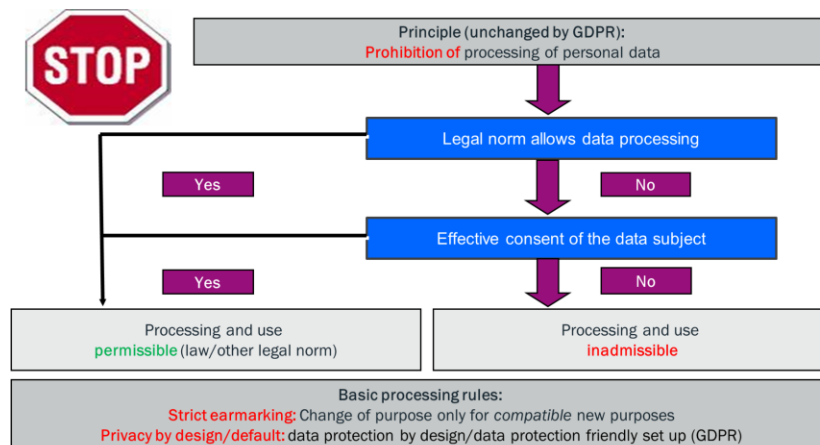 STOP
Principle (unchanged by GDPR):
Prohibition of processing of personal data
Legal norm allows data processing
Yes
No
Effective consent of the data subject
Yes
No
Processing and use
permissible (law/other legal norm)
Processing and use
inadmissible
Basic processing rules:
Strict earmarking: Change of purpose only for compatible new purposes
Privacy by design/default: data protection by design/data protection friendly set up (GDPR)